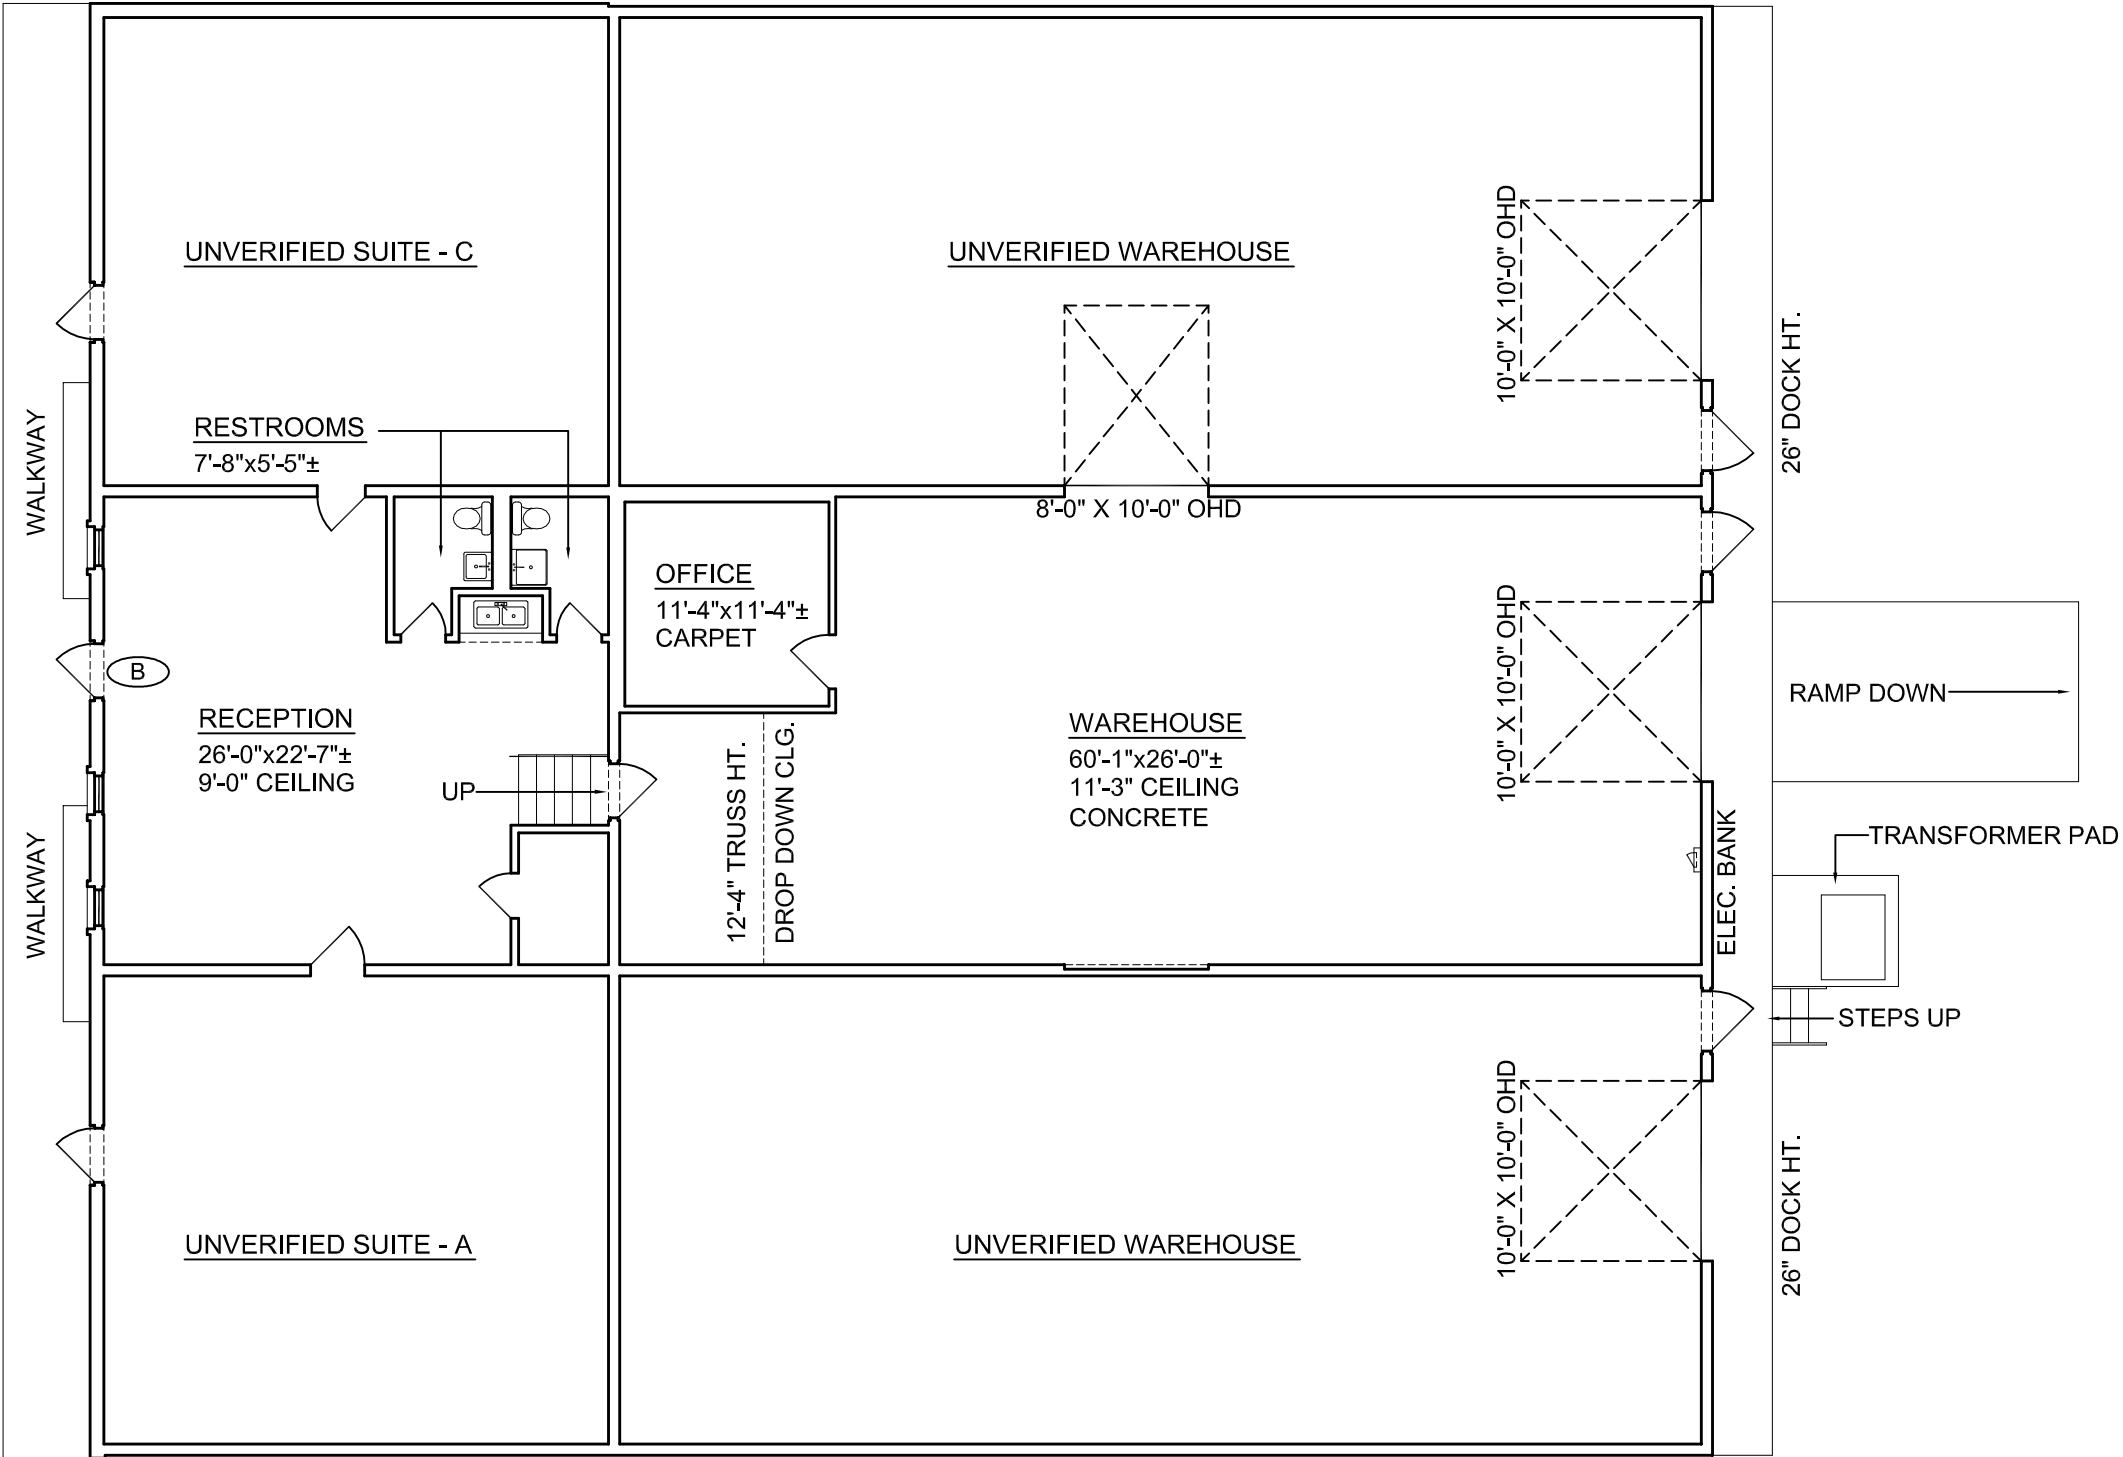 UNVERIFIED SUITE - C
UNVERIFIED WAREHOUSE
10'-0" X 10'-0" OHD
26" DOCK HT.
WALKWAY
RESTROOMS
7'-8"x5'-5"±
8'-0" X 10'-0" OHD
OFFICE
11'-4"x11'-4"±
CARPET
B
RECEPTION
26'-0"x22'-7"±
9'-0" CEILING
UP
12'-4" TRUSS HT.
DROP DOWN CLG.
WAREHOUSE
60'-1"x26'-0"±
11'-3" CEILING
CONCRETE
10'-0" X 10'-0" OHD
RAMP DOWN
WALKWAY
ELEC. BANK
TRANSFORMER PAD
STEPS UP
UNVERIFIED SUITE - A
UNVERIFIED WAREHOUSE
10'-0" X 10'-0" OHD
26" DOCK HT.